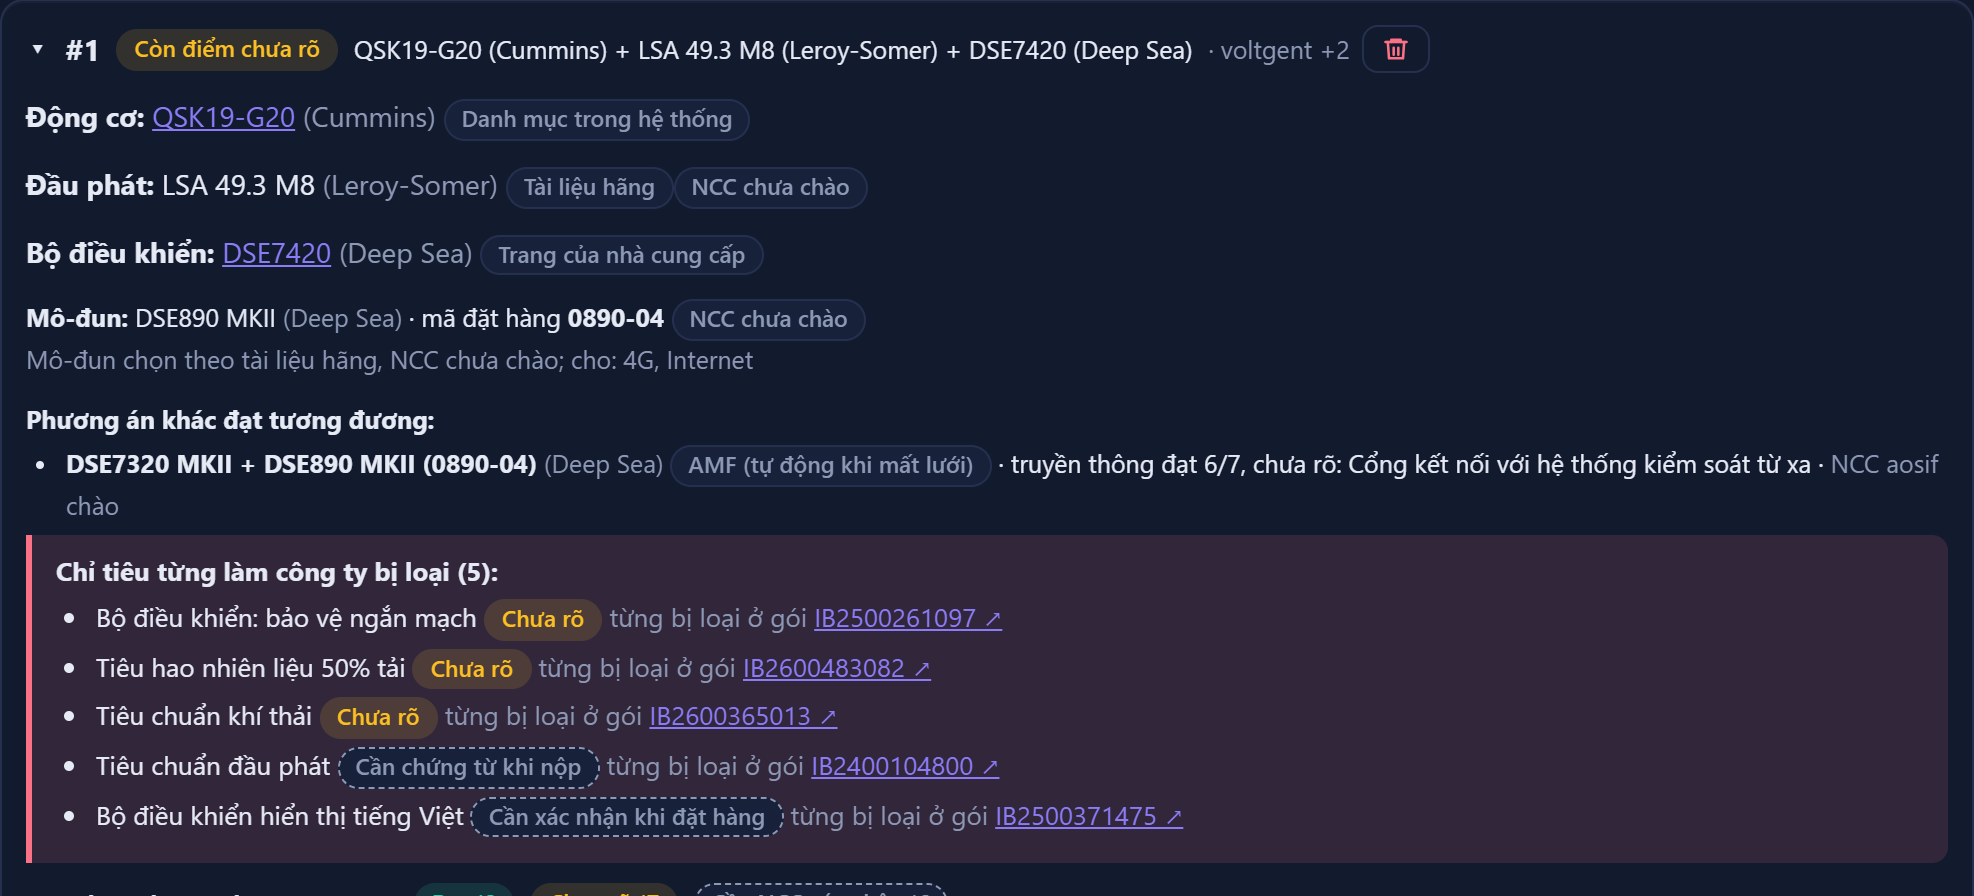 ▼ #1 Còn điểm chưa rõ QSK19-G20 (Cummins) + LSA 49.3 M8 (Leroy-Somer) + DSE7420 (Deep Sea) · voltgent +2
Động cơ: QSK19-G20 (Cummins) Danh mục trong hệ thống
Đầu phát: LSA 49.3 M8 (Leroy-Somer) Tài liệu hãng NCC chưa chào
Bộ điều khiển: DSE7420 (Deep Sea) Trang của nhà cung cấp
Mô-đun: DSE890 MKII (Deep Sea) · mã đặt hàng 0890-04 NCC chưa chào
Mô-đun chọn theo tài liệu hãng, NCC chưa chào; cho: 4G, Internet
Phương án khác đạt tương đương:
• DSE7320 MKII + DSE890 MKII (0890-04) (Deep Sea) AMF (tự động khi mất lưới) · truyền thông đạt 6/7, chưa rõ: Cổng kết nối với hệ thống kiểm soát từ xa · NCC aosif
chào
Chỉ tiêu từng làm công ty bị loại (5):
• Bộ điều khiển: bảo vệ ngắn mạch Chưa rõ từng bị loại ở gói IB2500261097 ↗
• Tiêu hao nhiên liệu 50% tải Chưa rõ từng bị loại ở gói IB2600483082 ↗
• Tiêu chuẩn khí thải Chưa rõ từng bị loại ở gói IB2600365013 ↗
• Tiêu chuẩn đầu phát Cần chứng từ khi nộp từng bị loại ở gói IB2400104800 ↗
• Bộ điều khiển hiển thị tiếng Việt Cần xác nhận khi đặt hàng từng bị loại ở gói IB2500371475 ↗